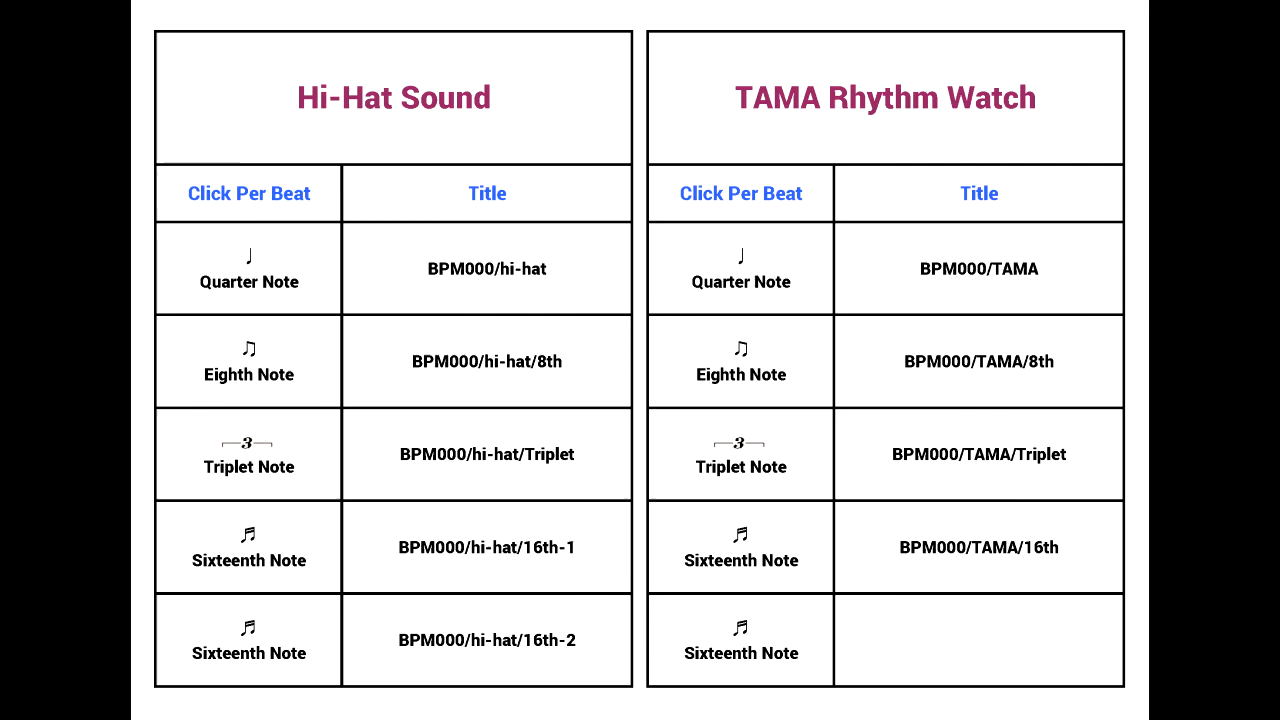 Hi-Hat Sound
Click Per Beat Title
♩
Quarter Note
BPM000/hi-hat
♫
Eighth Note
BPM000/hi-hat/8th
3
Triplet Note
BPM000/hi-hat/Triplet
♬
Sixteenth Note
BPM000/hi-hat/16th-1
♬
Sixteenth Note
BPM000/hi-hat/16th-2
TAMA Rhythm Watch
Click Per Beat Title
♩
Quarter Note
BPM000/TAMA
♫
Eighth Note
BPM000/TAMA/8th
3
Triplet Note
BPM000/TAMA/Triplet
♬
Sixteenth Note
BPM000/TAMA/16th
♬
Sixteenth Note